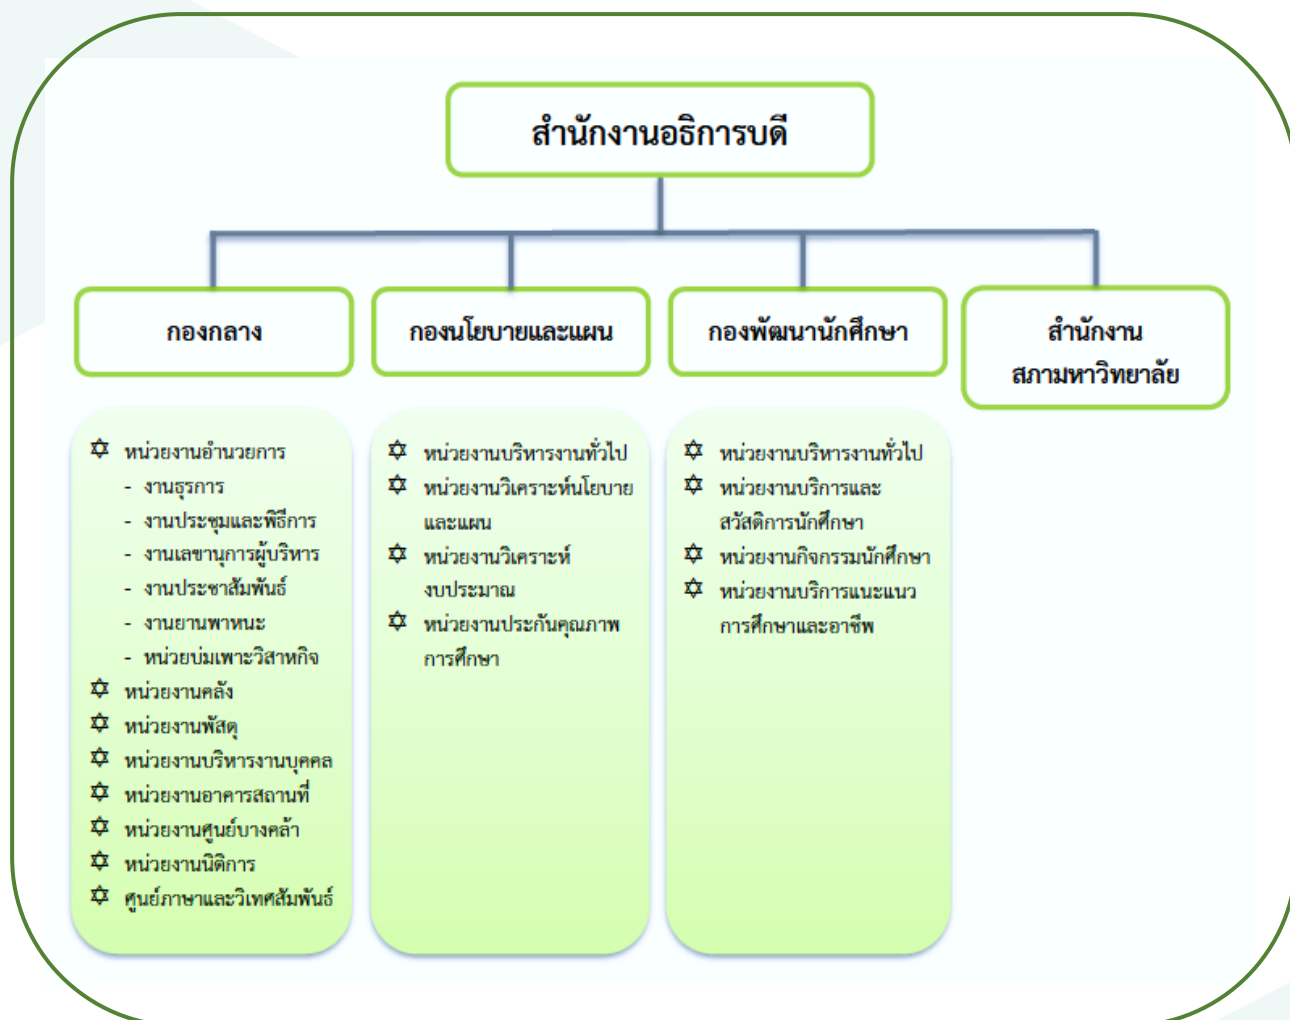 สำนักงานอธิการบดี
กองกลาง
กองนโยบายและแผน
กองพัฒนานักศึกษา
สำนักงาน
สภามหาวิทยาลัย
✡ หน่วยงานอำนวยการ
- งานธุรการ
- งานประชุมและพิธีการ
- งานเลขานุการผู้บริหาร
- งานประชาสัมพันธ์
- งานยานพาหนะ
- หน่วยบ่มเพาะวิสาหกิจ
✡ หน่วยงานคลัง
✡ หน่วยงานพัสดุ
✡ หน่วยงานบริหารงานบุคคล
✡ หน่วยงานอาคารสถานที่
✡ หน่วยงานศูนย์บางคล้า
✡ หน่วยงานนิติการ
✡ ศูนย์ภาษาและวิเทศสัมพันธ์
✡ หน่วยงานบริหารงานทั่วไป
✡ หน่วยงานวิเคราะห์นโยบาย
และแผน
✡ หน่วยงานวิเคราะห์
งบประมาณ
✡ หน่วยงานประกันคุณภาพ
การศึกษา
✡ หน่วยงานบริหารงานทั่วไป
✡ หน่วยงานบริการและ
สวัสดิการนักศึกษา
✡ หน่วยงานกิจกรรมนักศึกษา
✡ หน่วยงานบริการแนะแนว
การศึกษาและอาชีพ